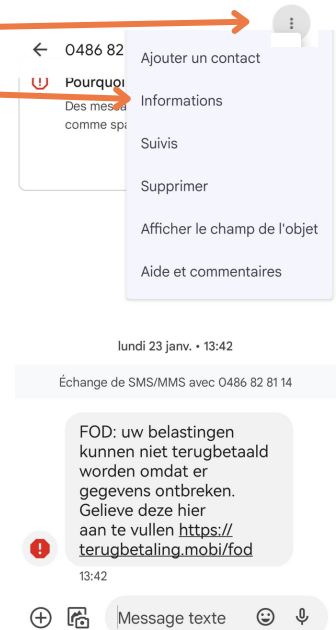 0486 82
Ajouter un contact
Pourquoi
Informations
Des messa
comme spa
Suivis
Supprimer
Afficher le champ de l'objet
Aide et commentaires
lundi 23 janv. • 13:42
Échange de SMS/MMS avec 0486 82 81 14
FOD: uw belastingen
kunnen niet terugbetaald
worden omdat er
gegevens ontbreken.
Gelieve deze hier
aan te vullen https://
terugbetaling.mobi/fod
13:42
Message texte